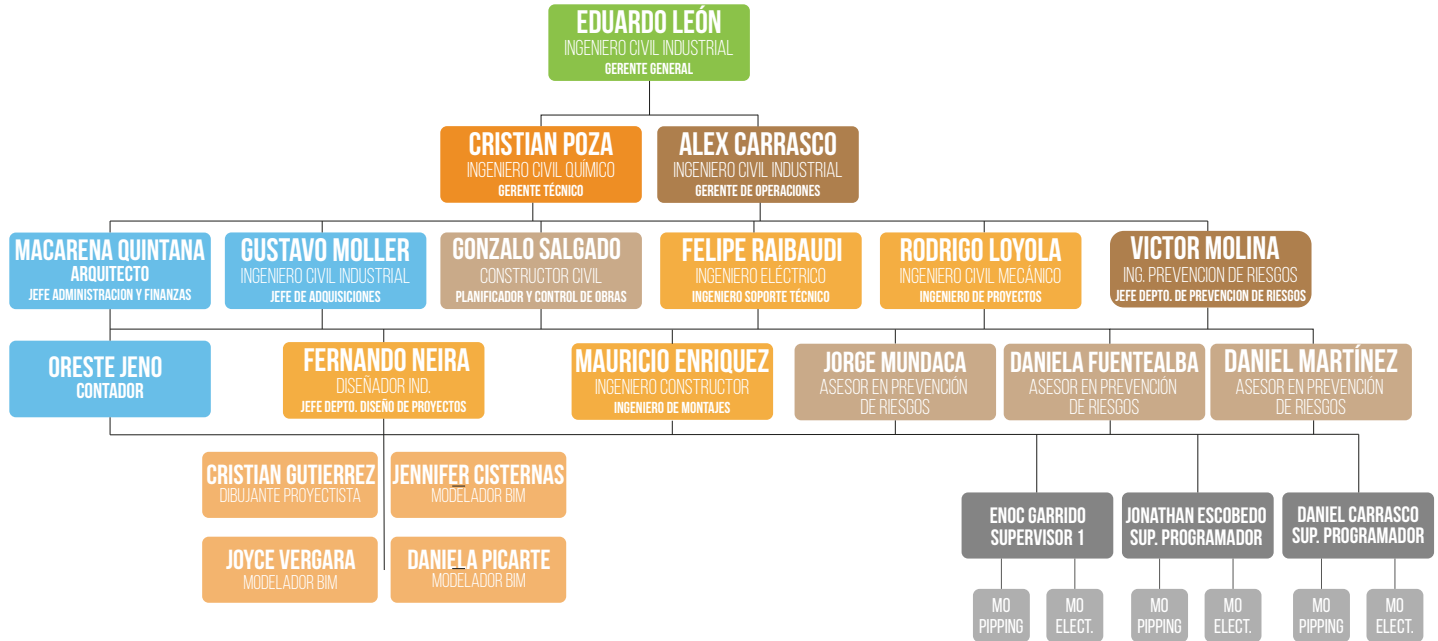 EDUARDO LEÓN
INGENIERO CIVIL INDUSTRIAL
GERENTE GENERAL
CRISTIAN POZA
INGENIERO CIVIL QUÍMICO
GERENTE TÉCNICO
ALEX CARRASCO
INGENIERO CIVIL INDUSTRIAL
GERENTE DE OPERACIONES
MACARENA QUINTANA
ARQUITECTO
JEFE ADMINISTRACION Y FINANZAS
GUSTAVO MOLLER
INGENIERO CIVIL INDUSTRIAL
JEFE DE ADQUISICIONES
GONZALO SALGADO
CONSTRUCTOR CIVIL
PLANIFICADOR Y CONTROL DE OBRAS
FELIPE RAIBAUDI
INGENIERO ELÉCTRICO
INGENIERO SOPORTE TÉCNICO
RODRIGO LOYOLA
INGENIERO CIVIL MECÁNICO
INGENIERO DE PROYECTOS
VICTOR MOLINA
ING. PREVENCION DE RIESGOS
JEFE DEPTO. DE PREVENCION DE RIESGOS
ORESTE JENO
CONTADOR
FERNANDO NEIRA
DISEÑADOR IND.
JEFE DEPTO. DISEÑO DE PROYECTOS
MAURICIO ENRIQUEZ
INGENIERO CONSTRUCTOR
INGENIERO DE MONTAJES
JORGE MUNDACA
ASESOR EN PREVENCIÓN
DE RIESGOS
DANIELA FUENTEALBA
ASESOR EN PREVENCIÓN
DE RIESGOS
DANIEL MARTÍNEZ
ASESOR EN PREVENCIÓN
DE RIESGOS
CRISTIAN GUTIERREZ
DIBUJANTE PROYECTISTA
JENNIFER CISTERNAS
MODELADOR BIM
JOYCE VERGARA
MODELADOR BIM
DANIELA PICARTE
MODELADOR BIM
ENOC GARRIDO
SUPERVISOR 1
JONATHAN ESCOBEDO
SUP. PROGRAMADOR
DANIEL CARRASCO
SUP. PROGRAMADOR
MO
PIPPING
MO
ELECT.
MO
PIPPING
MO
ELECT.
MO
PIPPING
MO
ELECT.